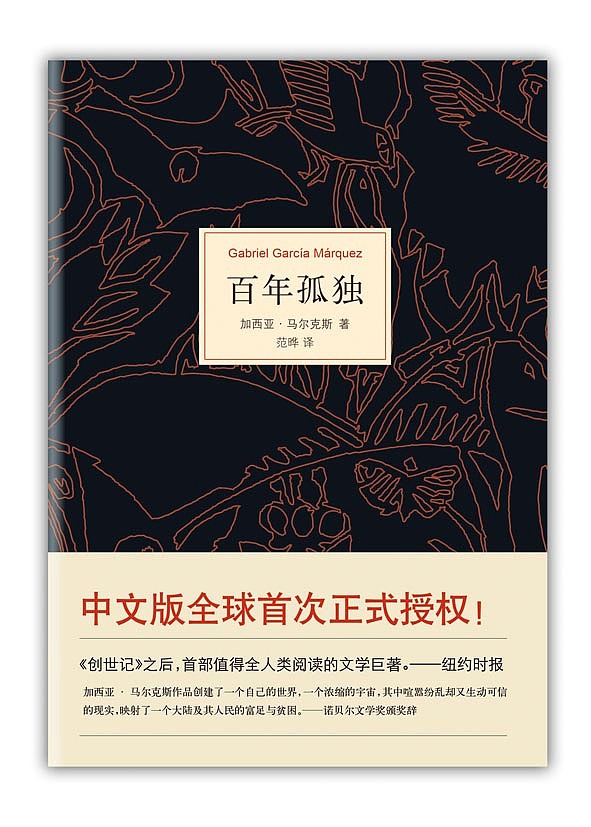 Gabriel García Márquez
百年孤独
加西亚·马尔克斯 著
范晔 译
中文版全球首次正式授权!
《创世记》之后,首部值得全人类阅读的文学巨著。——纽约时报
加西亚 · 马尔克斯作品创建了一个自己的世界,一个浓缩的宇宙,其中喧嚣纷乱却又生动可信
的现实,映射了一个大陆及其人民的富足与贫困。——诺贝尔文学奖颁奖辞